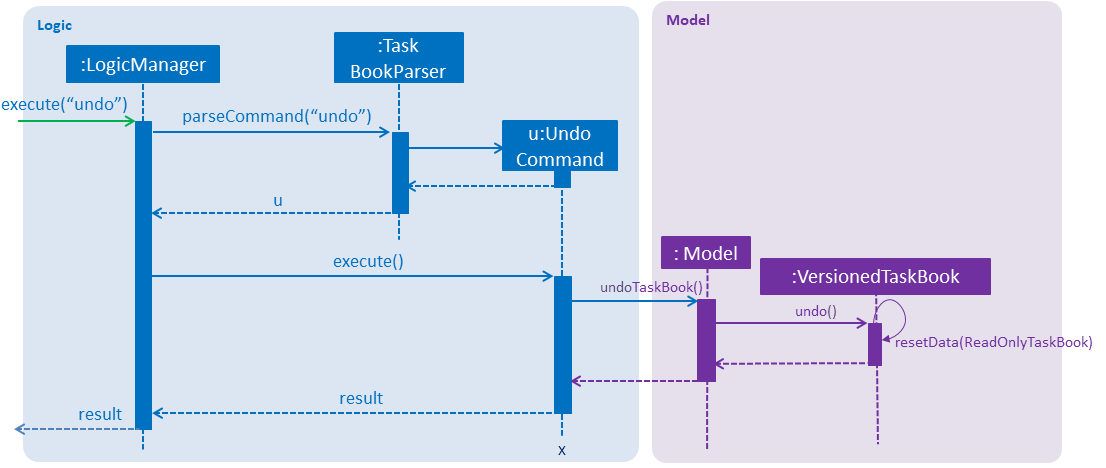 Logic
Model
:Task
BookParser
:LogicManager
execute(“undo”)
parseCommand(“undo”)
u:Undo
Command
u
: Model
execute()
:VersionedTaskBook
undoTaskBook()
undo()
resetData(ReadOnlyTaskBook)
result
result
x